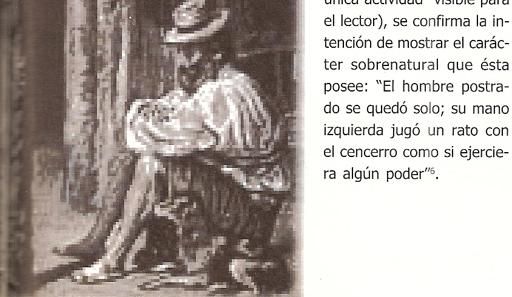 única actividad visible para
el lector), se confirma la in-
tención de mostrar el carác-
ter sobrenatural que ésta
posee: "El hombre postra-
do se quedó solo; su mano
izquierda jugó un rato con
el cencerro como si ejercie-
ra algún poder"⁶.